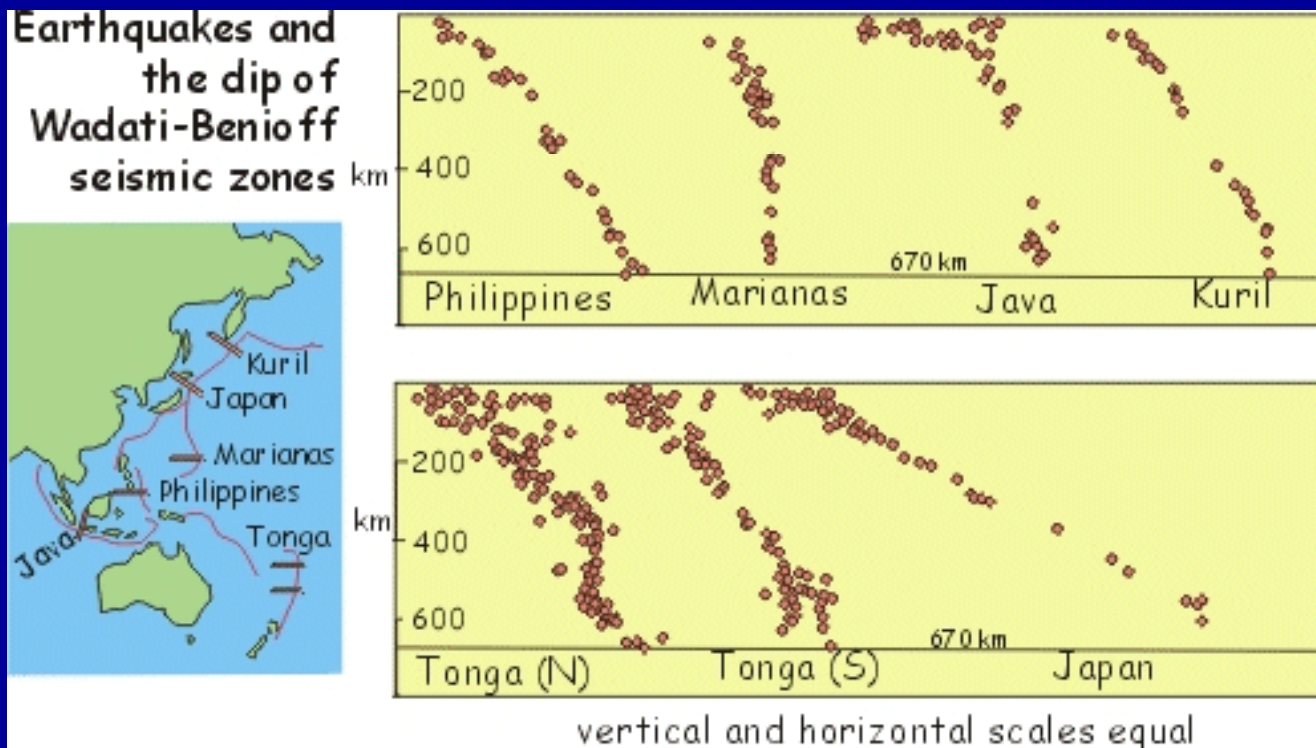 Earthquakes and
the dip of
Wadati-Benioff
seismic zones
km
200
400
600
670 km
Philippines
Marianas
Java
Kuril
Kuril
Japan
Marianas
Philippines
Java
Tonga
km
200
400
600
670 km
Tonga (N)
Tonga (S)
Japan
vertical and horizontal scales equal